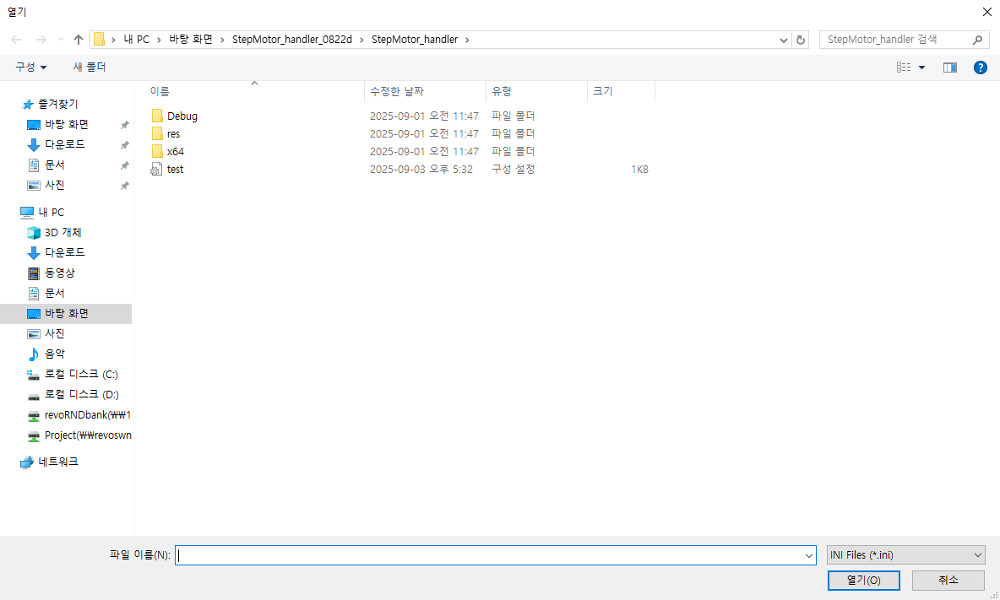 열기
내 PC › 바탕 화면 › StepMotor_handler_0822d › StepMotor_handler ›
StepMotor_handler 검색
구성
새 폴더
이름
수정한 날짜
유형
크기
Debug 2025-09-01 오전 11:47 파일 폴더
res 2025-09-01 오전 11:47 파일 폴더
x64 2025-09-01 오전 11:47 파일 폴더
test 2025-09-03 오후 5:32 구성 설정 1KB
즐겨찾기
바탕 화면
다운로드
문서
사진
내 PC
3D 개체
다운로드
동영상
문서
바탕 화면
사진
음악
로컬 디스크 (C:)
로컬 디스크 (D:)
revoRNDbank(₩₩1
Project(₩₩revoswn
네트워크
파일 이름(N):
INI Files (*.ini)
열기(O)
취소